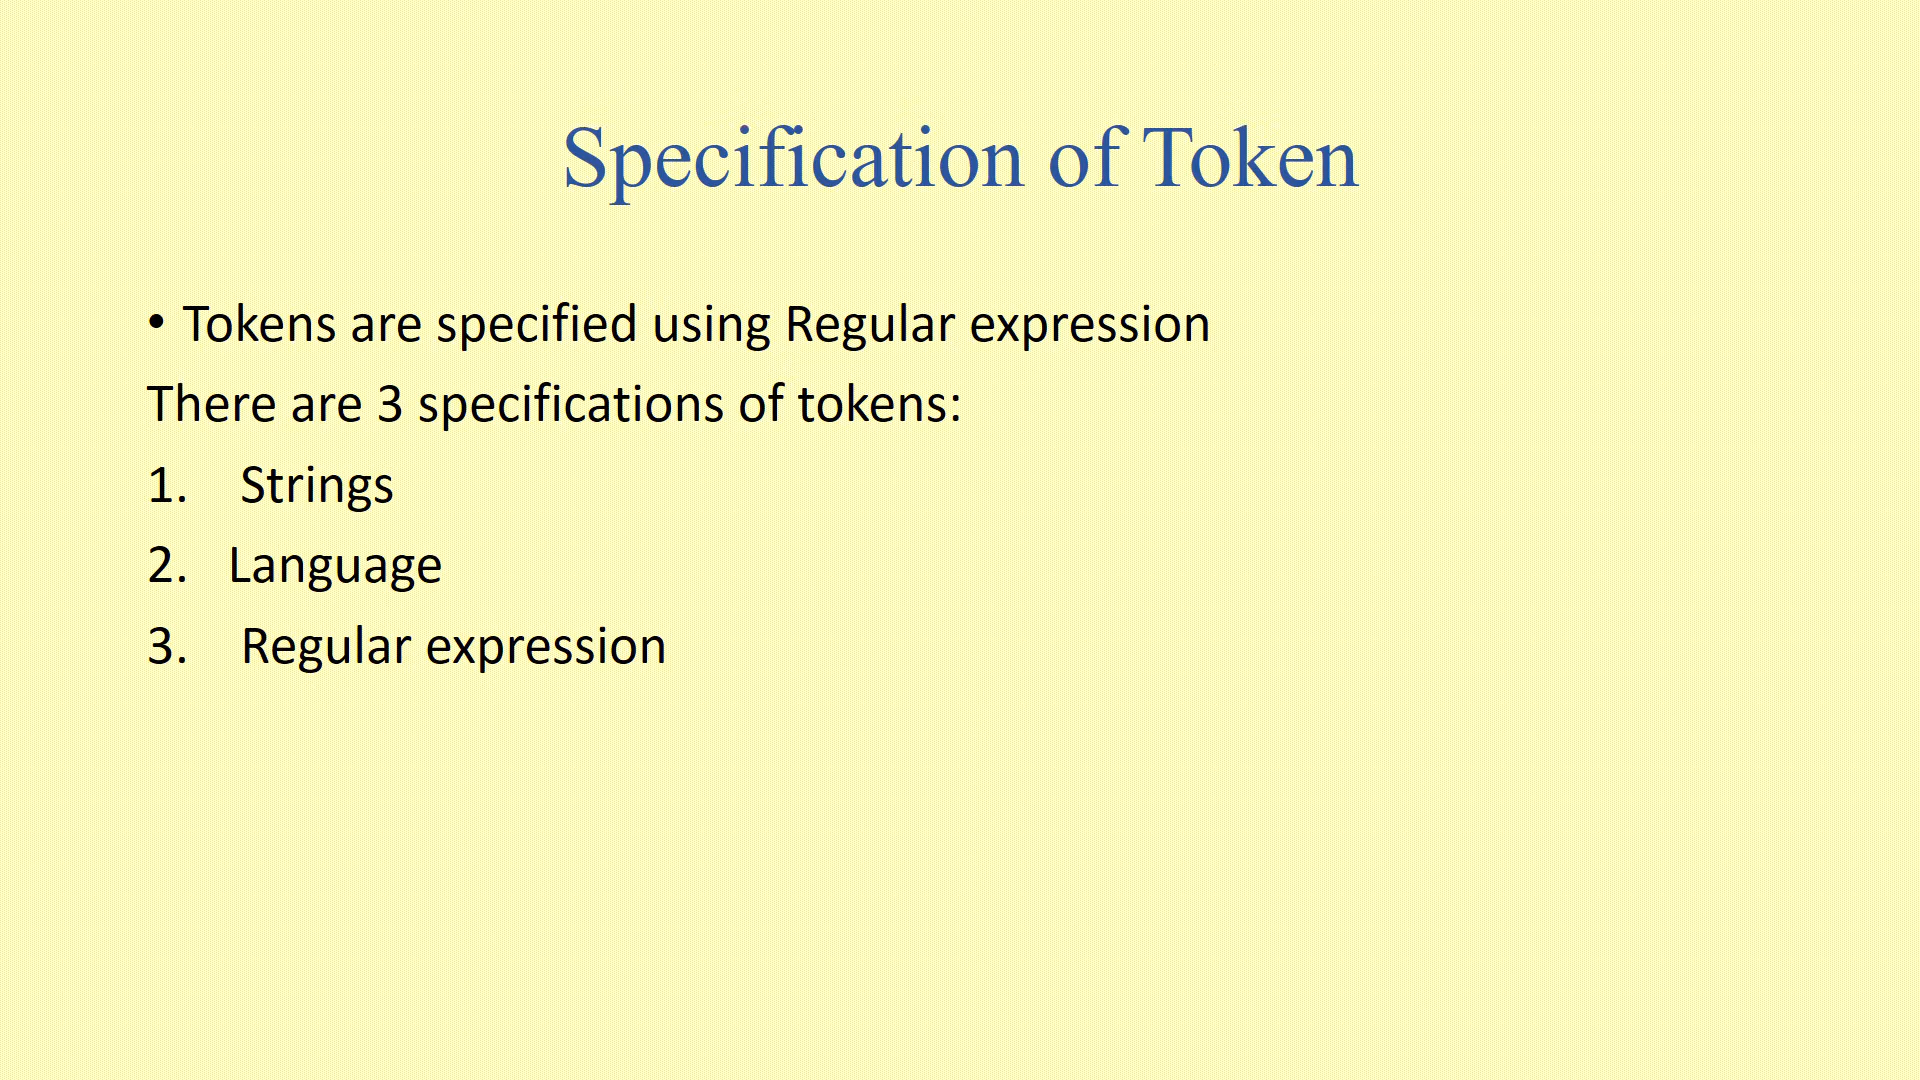 Specification of Token
• Tokens are specified using Regular expression
There are 3 specifications of tokens:
1. Strings
2. Language
3. Regular expression